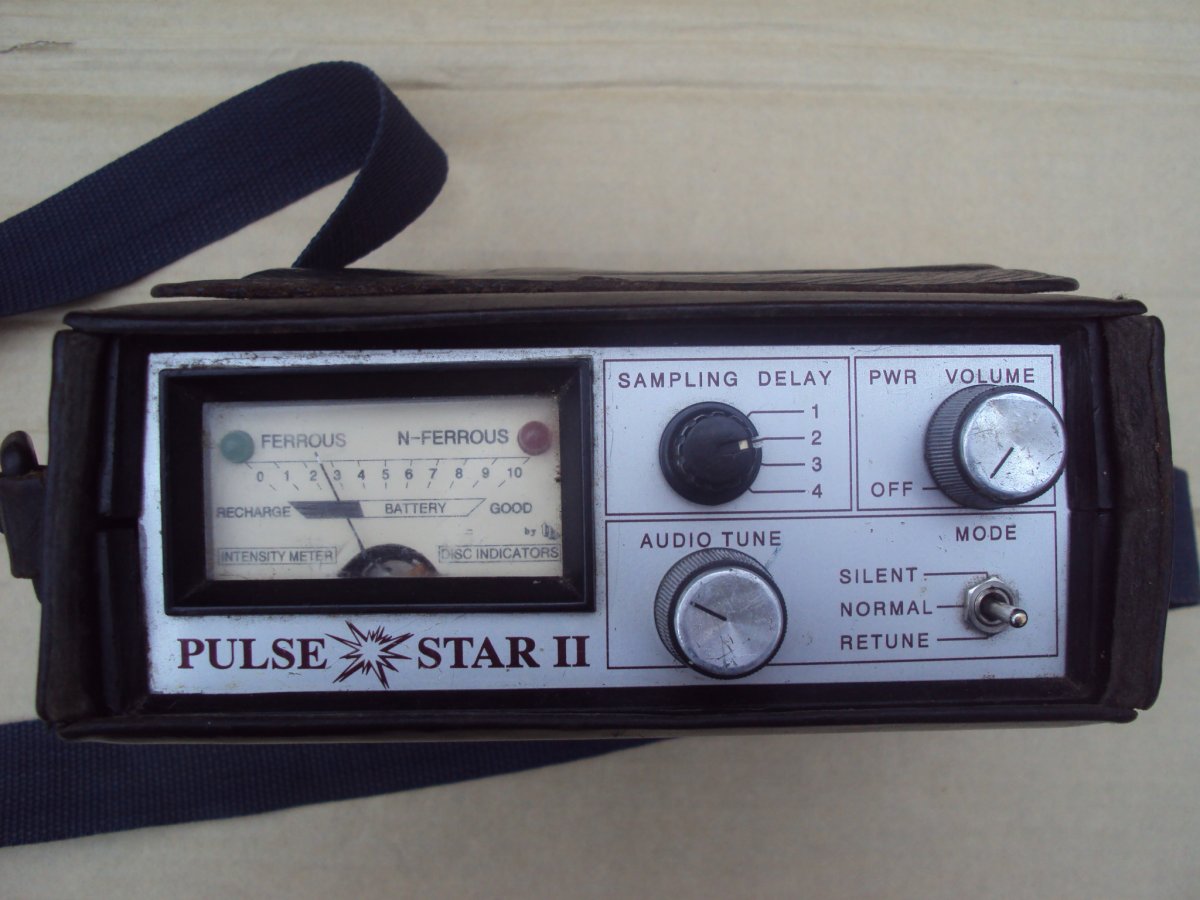 FERROUS N-FERROUS
0 1 2 3 4 5 6 7 8 9 10
RECHARGE BATTERY GOOD
by
INTENSITY METER DISC INDICATORS
PULSE STAR II
SAMPLING DELAY
1
2
3
4
PWR VOLUME
OFF
AUDIO TUNE
MODE
SILENT
NORMAL
RETUNE